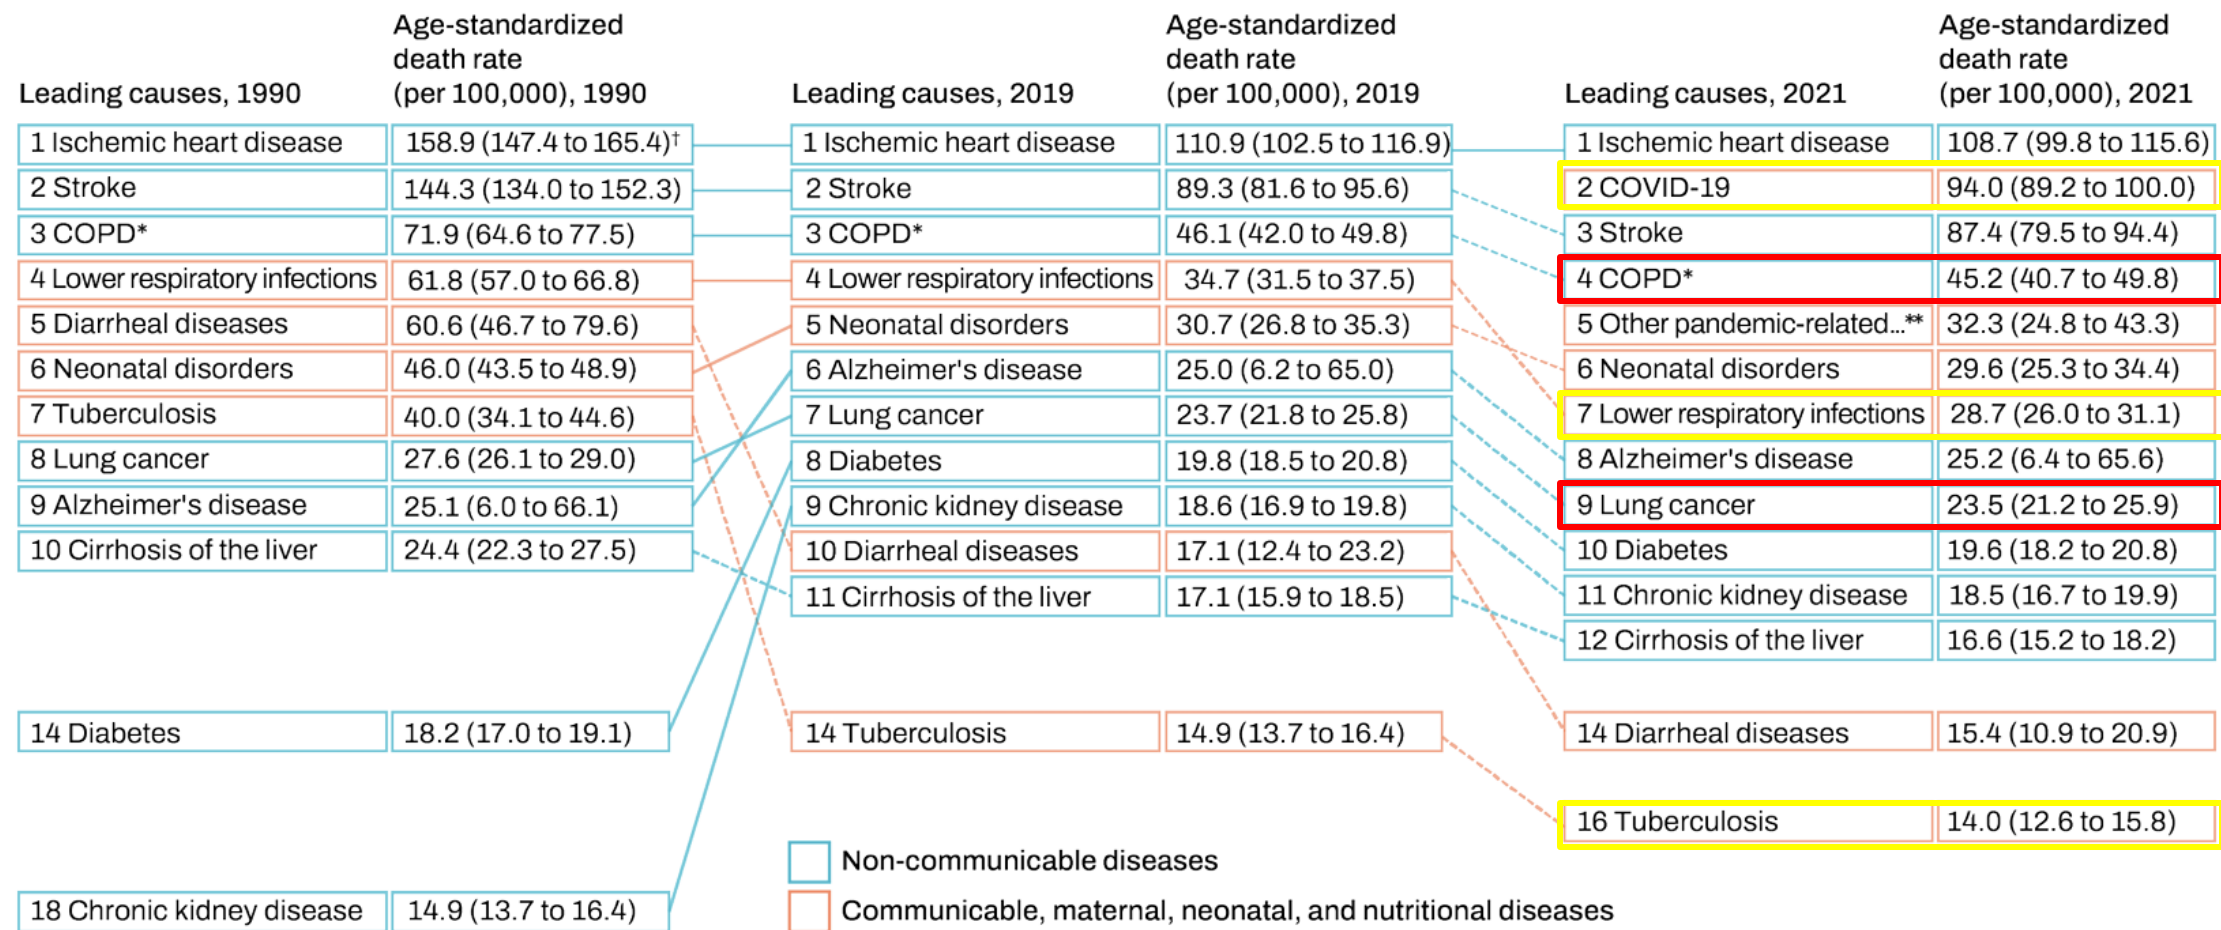 Leading causes, 1990
Age-standardized
death rate
(per 100,000), 1990
1 Ischemic heart disease 158.9 (147.4 to 165.4)†
2 Stroke 144.3 (134.0 to 152.3)
3 COPD* 71.9 (64.6 to 77.5)
4 Lower respiratory infections 61.8 (57.0 to 66.8)
5 Diarrheal diseases 60.6 (46.7 to 79.6)
6 Neonatal disorders 46.0 (43.5 to 48.9)
7 Tuberculosis 40.0 (34.1 to 44.6)
8 Lung cancer 27.6 (26.1 to 29.0)
9 Alzheimer's disease 25.1 (6.0 to 66.1)
10 Cirrhosis of the liver 24.4 (22.3 to 27.5)
14 Diabetes 18.2 (17.0 to 19.1)
18 Chronic kidney disease 14.9 (13.7 to 16.4)
Leading causes, 2019
Age-standardized
death rate
(per 100,000), 2019
1 Ischemic heart disease 110.9 (102.5 to 116.9)
2 Stroke 89.3 (81.6 to 95.6)
3 COPD* 46.1 (42.0 to 49.8)
4 Lower respiratory infections 34.7 (31.5 to 37.5)
5 Neonatal disorders 30.7 (26.8 to 35.3)
6 Alzheimer's disease 25.0 (6.2 to 65.0)
7 Lung cancer 23.7 (21.8 to 25.8)
8 Diabetes 19.8 (18.5 to 20.8)
9 Chronic kidney disease 18.6 (16.9 to 19.8)
10 Diarrheal diseases 17.1 (12.4 to 23.2)
11 Cirrhosis of the liver 17.1 (15.9 to 18.5)
14 Tuberculosis 14.9 (13.7 to 16.4)
Leading causes, 2021
Age-standardized
death rate
(per 100,000), 2021
1 Ischemic heart disease 108.7 (99.8 to 115.6)
2 COVID-19 94.0 (89.2 to 100.0)
3 Stroke 87.4 (79.5 to 94.4)
4 COPD* 45.2 (40.7 to 49.8)
5 Other pandemic-related...** 32.3 (24.8 to 43.3)
6 Neonatal disorders 29.6 (25.3 to 34.4)
7 Lower respiratory infections 28.7 (26.0 to 31.1)
8 Alzheimer's disease 25.2 (6.4 to 65.6)
9 Lung cancer 23.5 (21.2 to 25.9)
10 Diabetes 19.6 (18.2 to 20.8)
11 Chronic kidney disease 18.5 (16.7 to 19.9)
12 Cirrhosis of the liver 16.6 (15.2 to 18.2)
14 Diarrheal diseases 15.4 (10.9 to 20.9)
16 Tuberculosis 14.0 (12.6 to 15.8)
Non-communicable diseases
Communicable, maternal, neonatal, and nutritional diseases